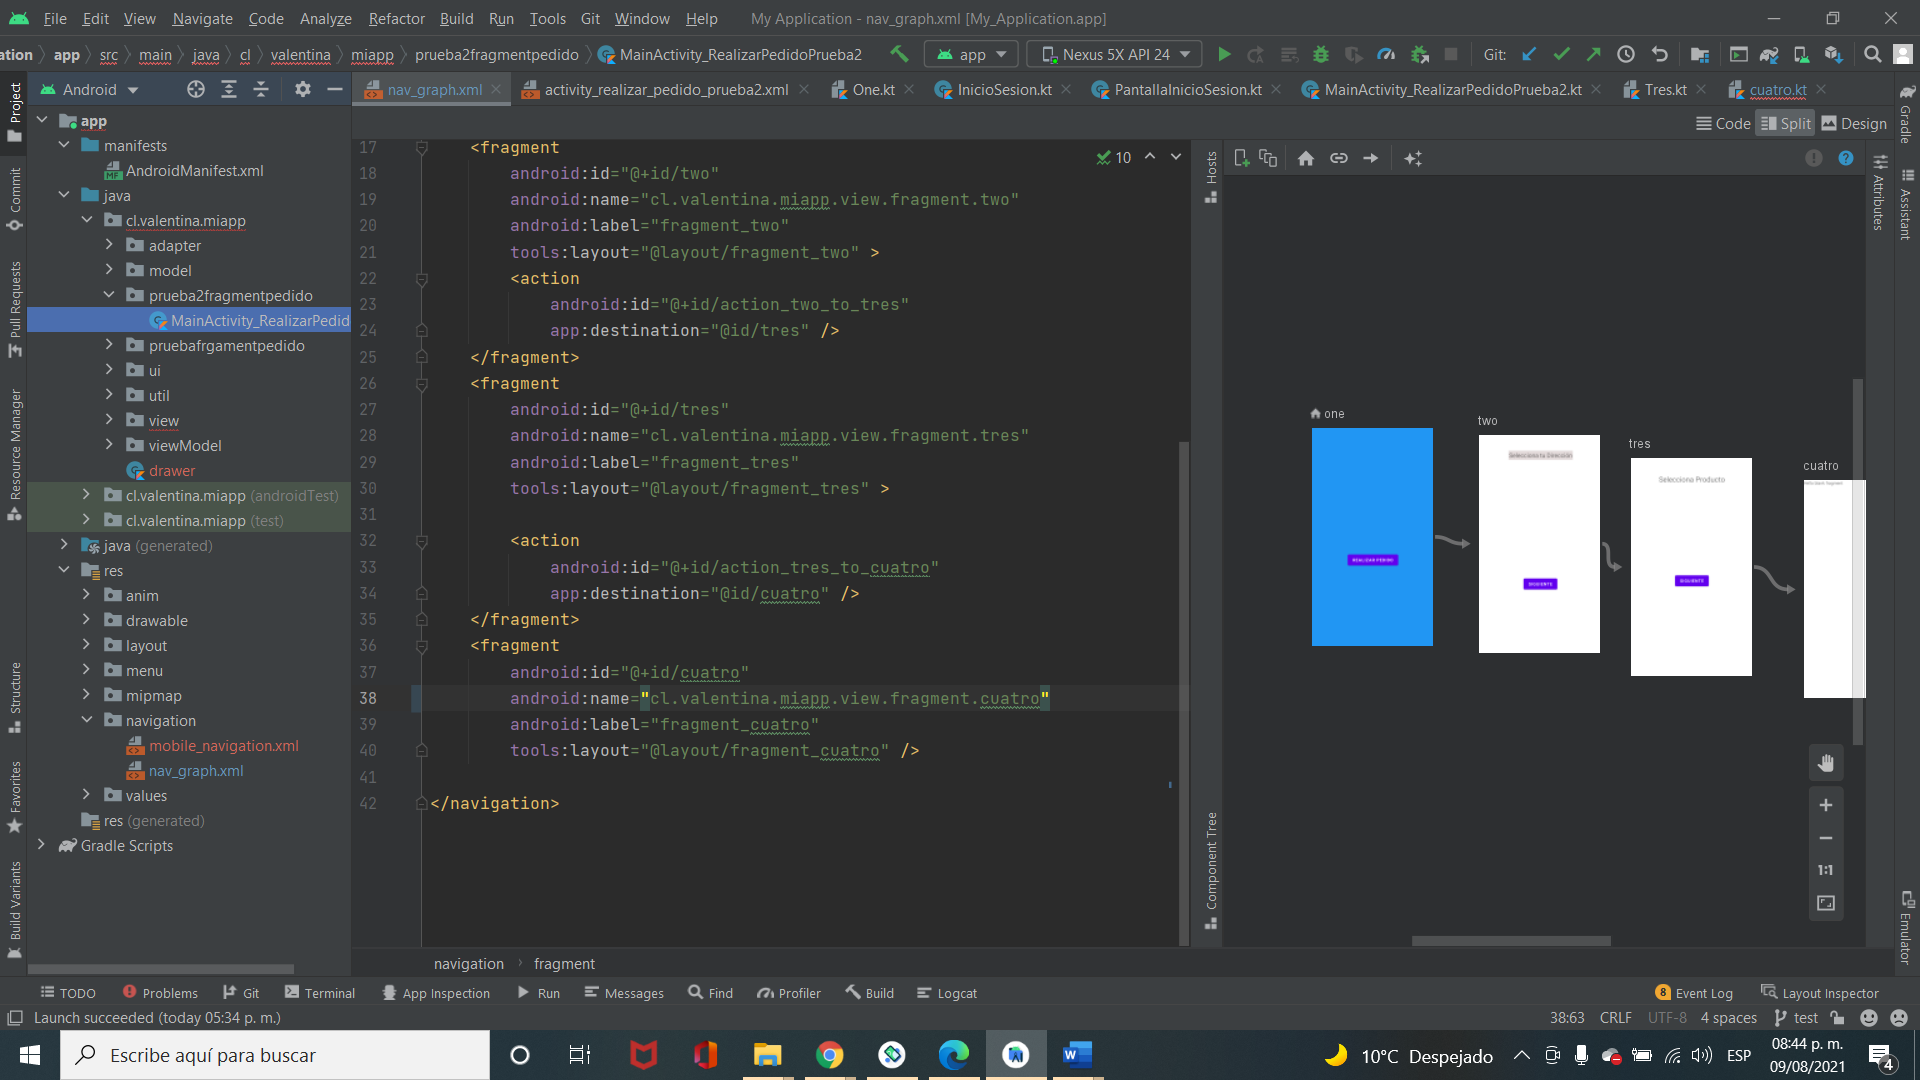 File Edit View Navigate Code Analyze Refactor Build Run Tools Git Window Help My Application - nav_graph.xml [My_Application.app]
ation app src main java cl valentina miapp prueba2fragmentpedido MainActivity_RealizarPedidoPrueba2 app Nexus 5X API 24 Git:
Android
nav_graph.xml activity_realizar_pedido_prueba2.xml One.kt InicioSesion.kt PantallaInicioSesion.kt MainActivity_RealizarPedidoPrueba2.kt Tres.kt cuatro.kt
Code Split Design
Project
Commit
Pull Requests
Resource Manager
Structure
Favorites
Build Variants
app
manifests
AndroidManifest.xml
java
cl.valentina.miapp
adapter
model
prueba2fragmentpedido
MainActivity_RealizarPedid
pruebafrgamentpedido
ui
util
view
viewModel
drawer
cl.valentina.miapp (androidTest)
cl.valentina.miapp (test)
java (generated)
res
anim
drawable
layout
menu
mipmap
navigation
mobile_navigation.xml
nav_graph.xml
values
res (generated)
Gradle Scripts
10
17 <fragment
18 android:id="@+id/two"
19 android:name="cl.valentina.miapp.view.fragment.two"
20 android:label="fragment_two"
21 tools:layout="@layout/fragment_two" >
22 <action
23 android:id="@+id/action_two_to_tres"
24 app:destination="@id/tres" />
25 </fragment>
26 <fragment
27 android:id="@+id/tres"
28 android:name="cl.valentina.miapp.view.fragment.tres"
29 android:label="fragment_tres"
30 tools:layout="@layout/fragment_tres" >
31
32 <action
33 android:id="@+id/action_tres_to_cuatro"
34 app:destination="@id/cuatro" />
35 </fragment>
36 <fragment
37 android:id="@+id/cuatro"
38 android:name="cl.valentina.miapp.view.fragment.cuatro"
39 android:label="fragment_cuatro"
40 tools:layout="@layout/fragment_cuatro" />
41
42 </navigation>
navigation fragment
Hosts
Component Tree
one
REALIZAR PEDIDO
two
Selecciona tu Dirección
SIGUIENTE
tres
Selecciona Producto
SIGUIENTE
cuatro
1:1
Attributes
Gradle
Assistant
Emulator
TODO Problems Git Terminal App Inspection Run Messages Find Profiler Build Logcat 8 Event Log Layout Inspector
Launch succeeded (today 05:34 p. m.) 38:63 CRLF UTF-8 4 spaces test
Escribe aquí para buscar
W
10°C Despejado
ESP
08:44 p. m.
09/08/2021
4